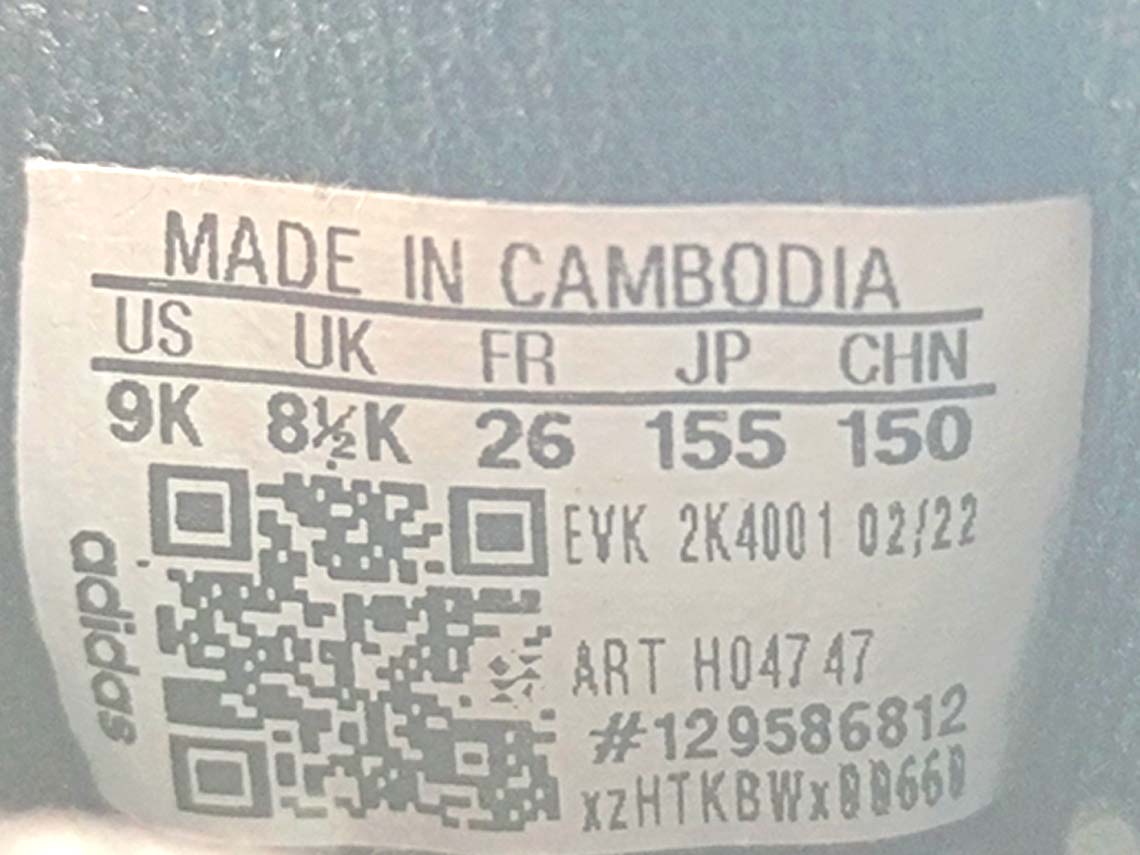 MADE IN CAMBODIA
US UK FR JP CHN
9K 8½K 26 155 150
EVK 2K4001 02/22
adidas
ART H04747
#129586812
xzHTKBWx00660